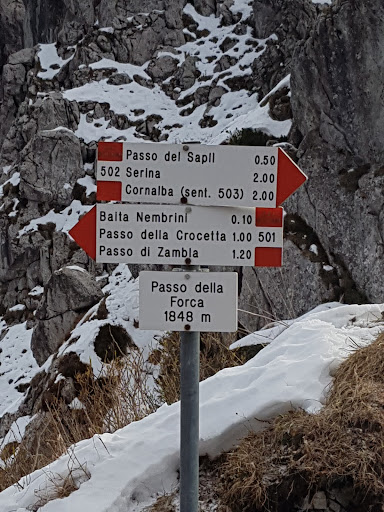 Passo del Sapli 0.50
502 Serina 2.00
Cornalba (sent. 503) 2.00
Baita Nembrini 0.10
Passo della Crocetta 1.00 501
Passo di Zambla 1.20
Passo della
Forca
1848 m